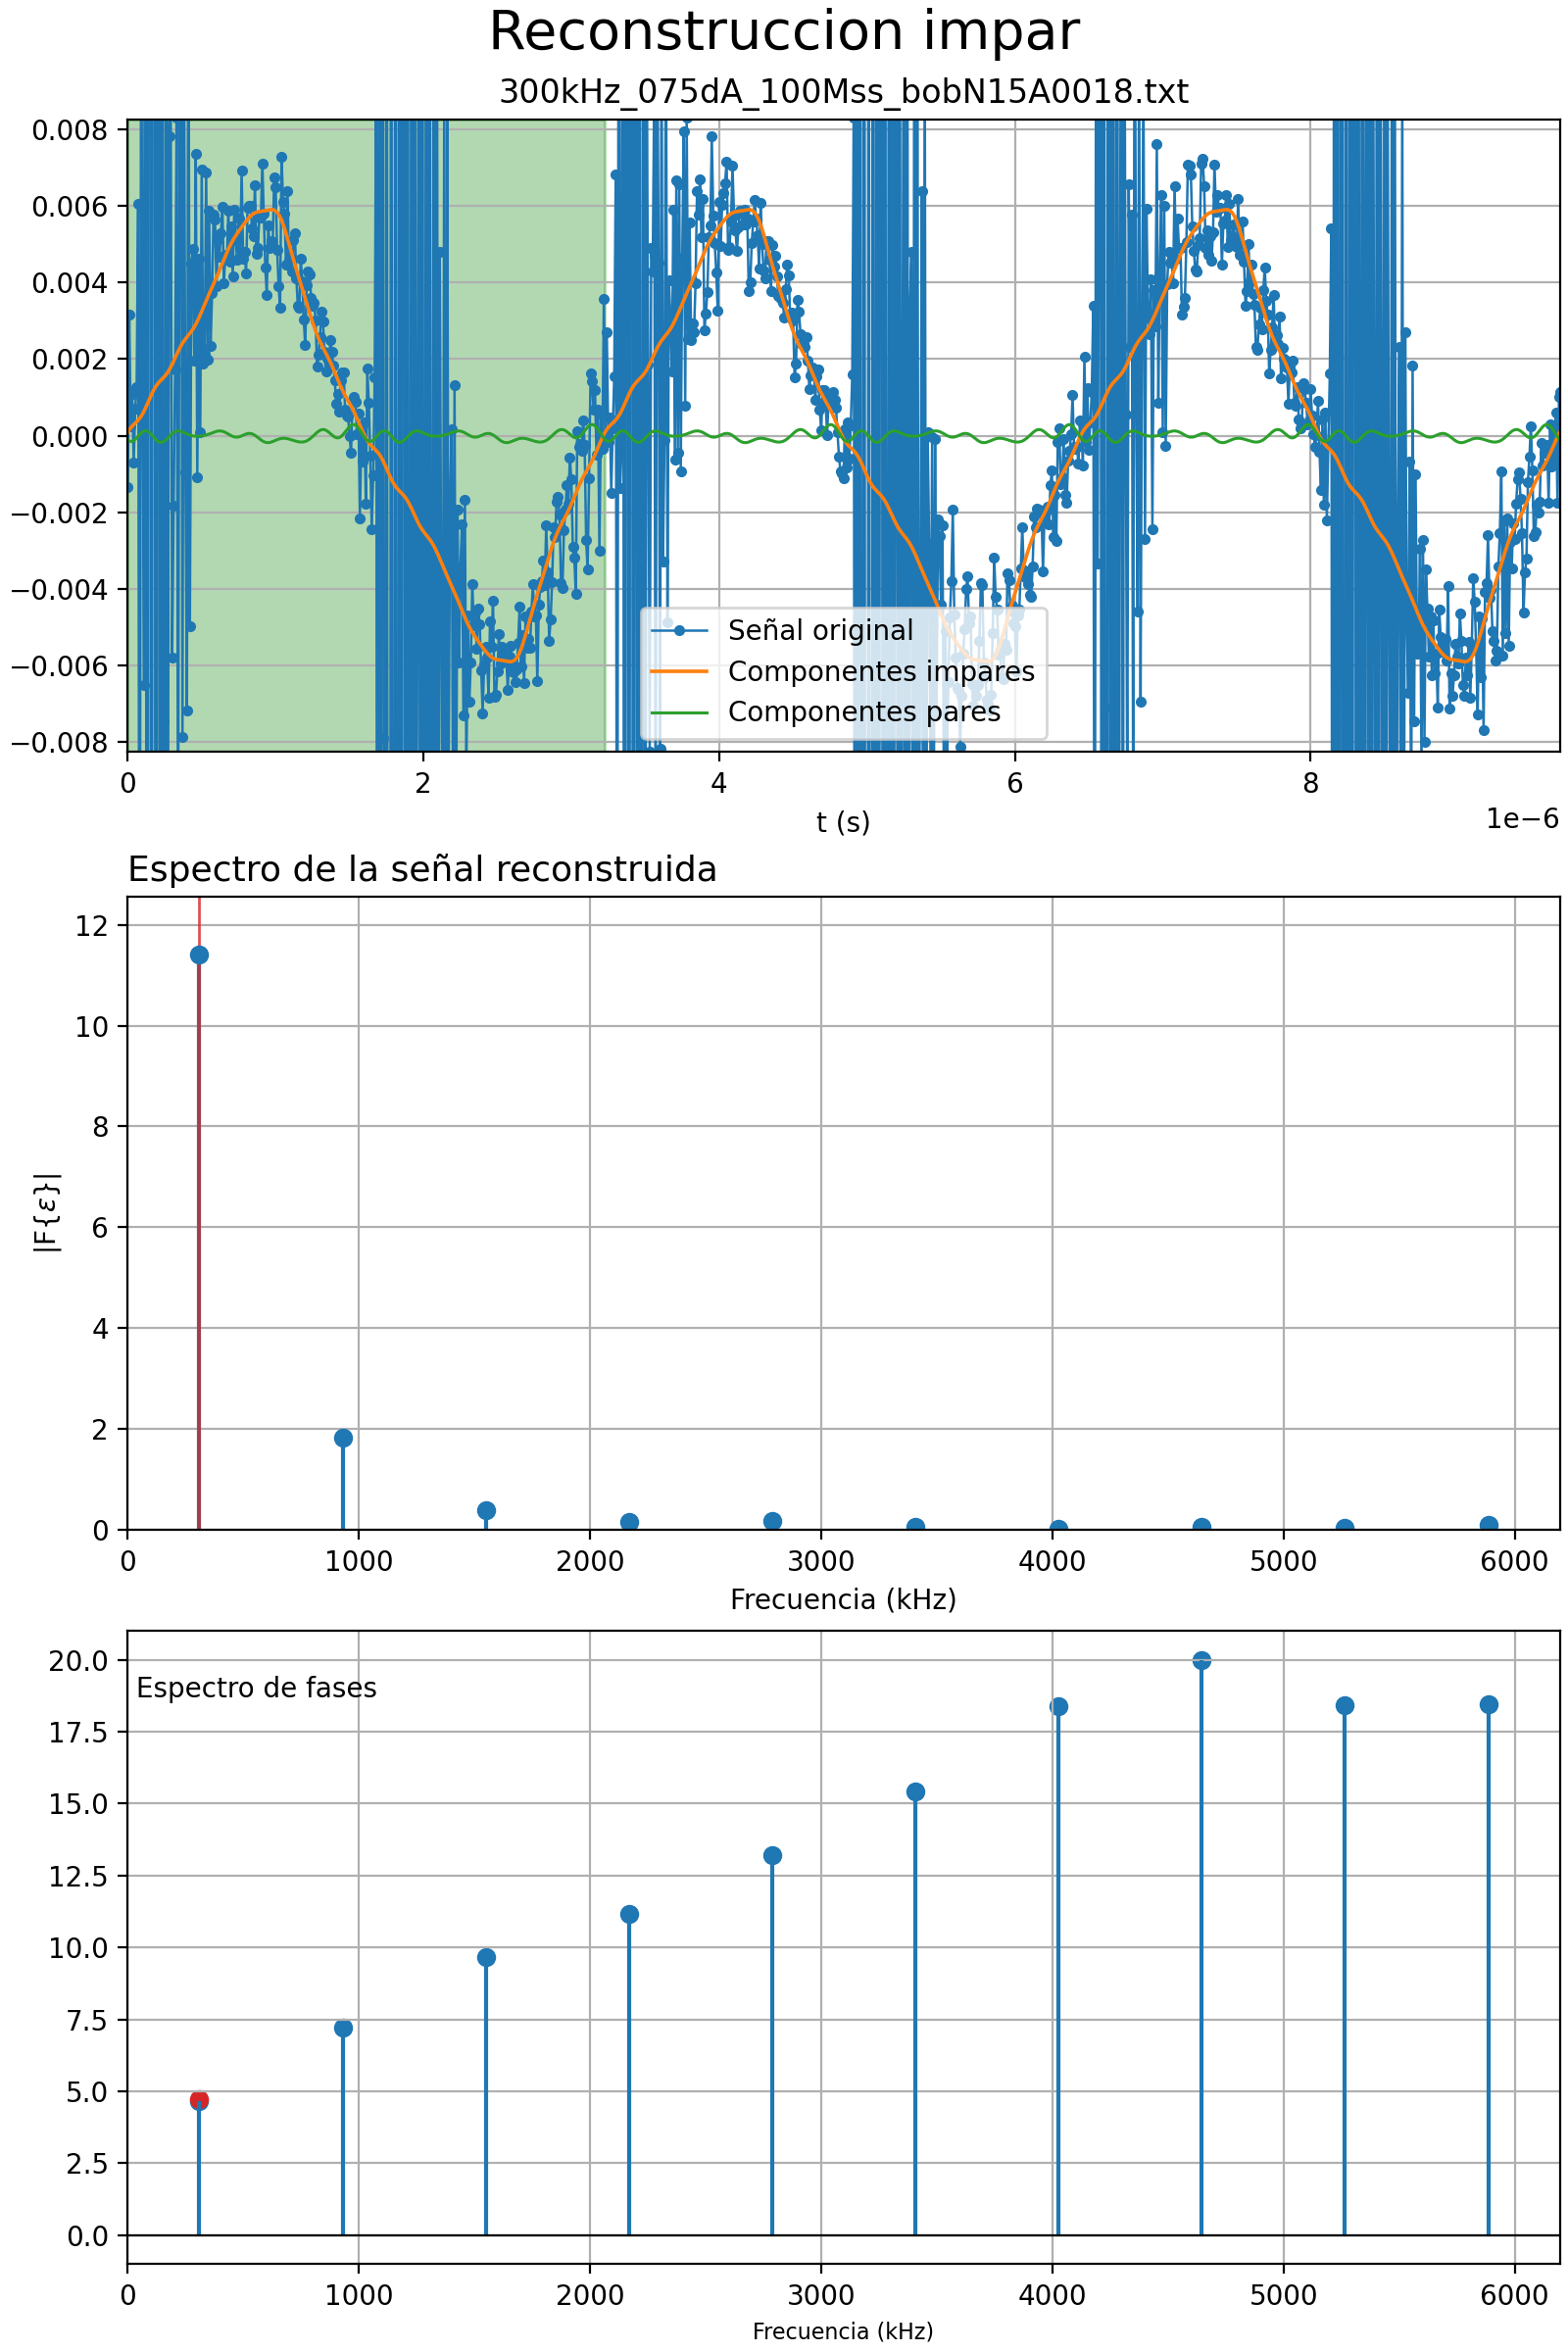 Reconstruccion impar
300kHz_075dA_100Mss_bobN15A0018.txt
0.008
0.006
0.004
0.002
0.000
−0.002
−0.004
−0.006
−0.008
Señal original
Componentes impares
Componentes pares
0 2 4 6 8
1e−6
t (s)
Espectro de la señal reconstruida
12
10
8
6
4
2
0
|F{ε}|
0 1000 2000 3000 4000 5000 6000
Frecuencia (kHz)
20.0
Espectro de fases
17.5
15.0
12.5
10.0
7.5
5.0
2.5
0.0
0 1000 2000 3000 4000 5000 6000
Frecuencia (kHz)